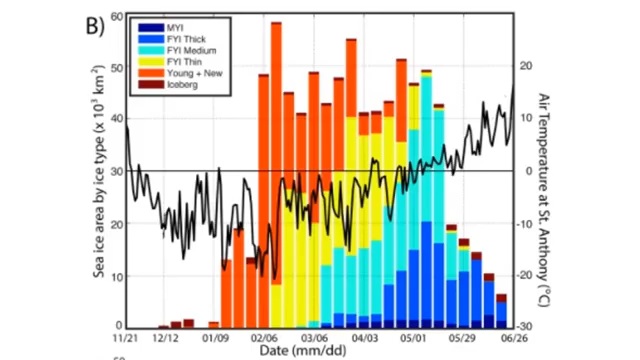 B)
MYI
FYI Thick
FYI Medium
FYI Thin
Young + New
Iceberg
60
50
40
30
20
10
0
Sea ice area by ice type (x 10³ km²)
20
10
0
-10
-20
-30
Air Temperature at St. Anthony (°C)
11/21 12/12 01/09 02/06 03/06 04/03 05/01 05/29 06/26
Date (mm/dd)
50